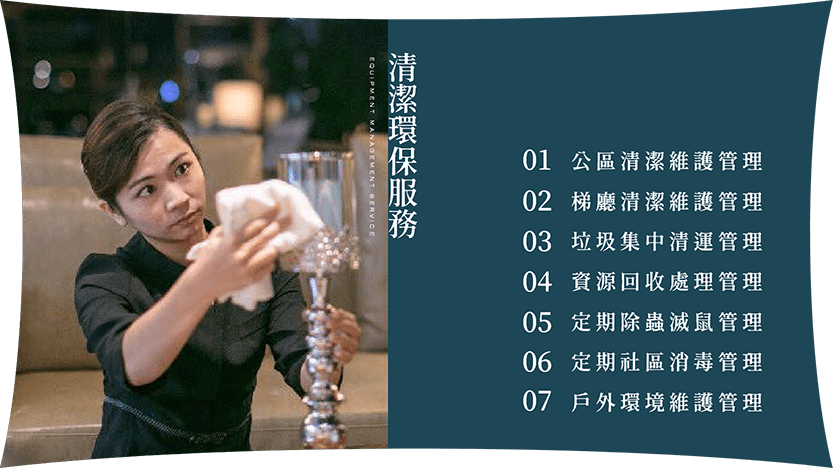 清潔環保服務
EQUIPMENT MANAGEMENT SERVICE
01 公區清潔維護管理
02 梯廳清潔維護管理
03 垃圾集中清運管理
04 資源回收處理管理
05 定期除蟲滅鼠管理
06 定期社區消毒管理
07 戶外環境維護管理